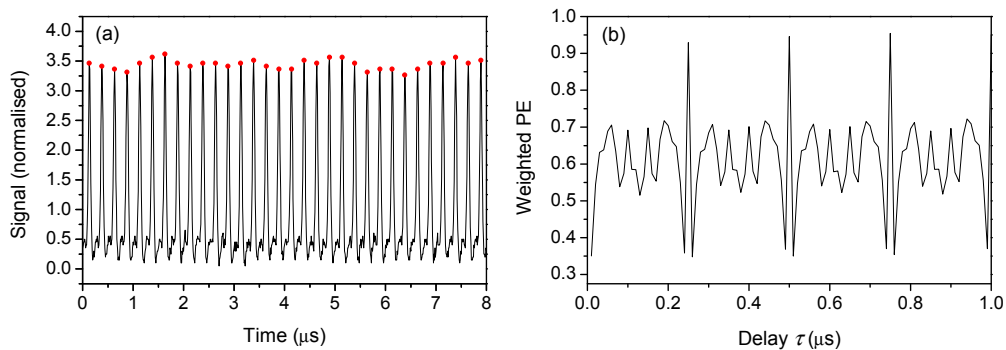 (a)
Signal (normalised)
4.0
3.5
3.0
2.5
2.0
1.5
1.0
0.5
0.0
0 1 2 3 4 5 6 7 8
Time (μs)
(b)
Weighted PE
1.0
0.9
0.8
0.7
0.6
0.5
0.4
0.3
0.0 0.2 0.4 0.6 0.8 1.0
Delay τ (μs)